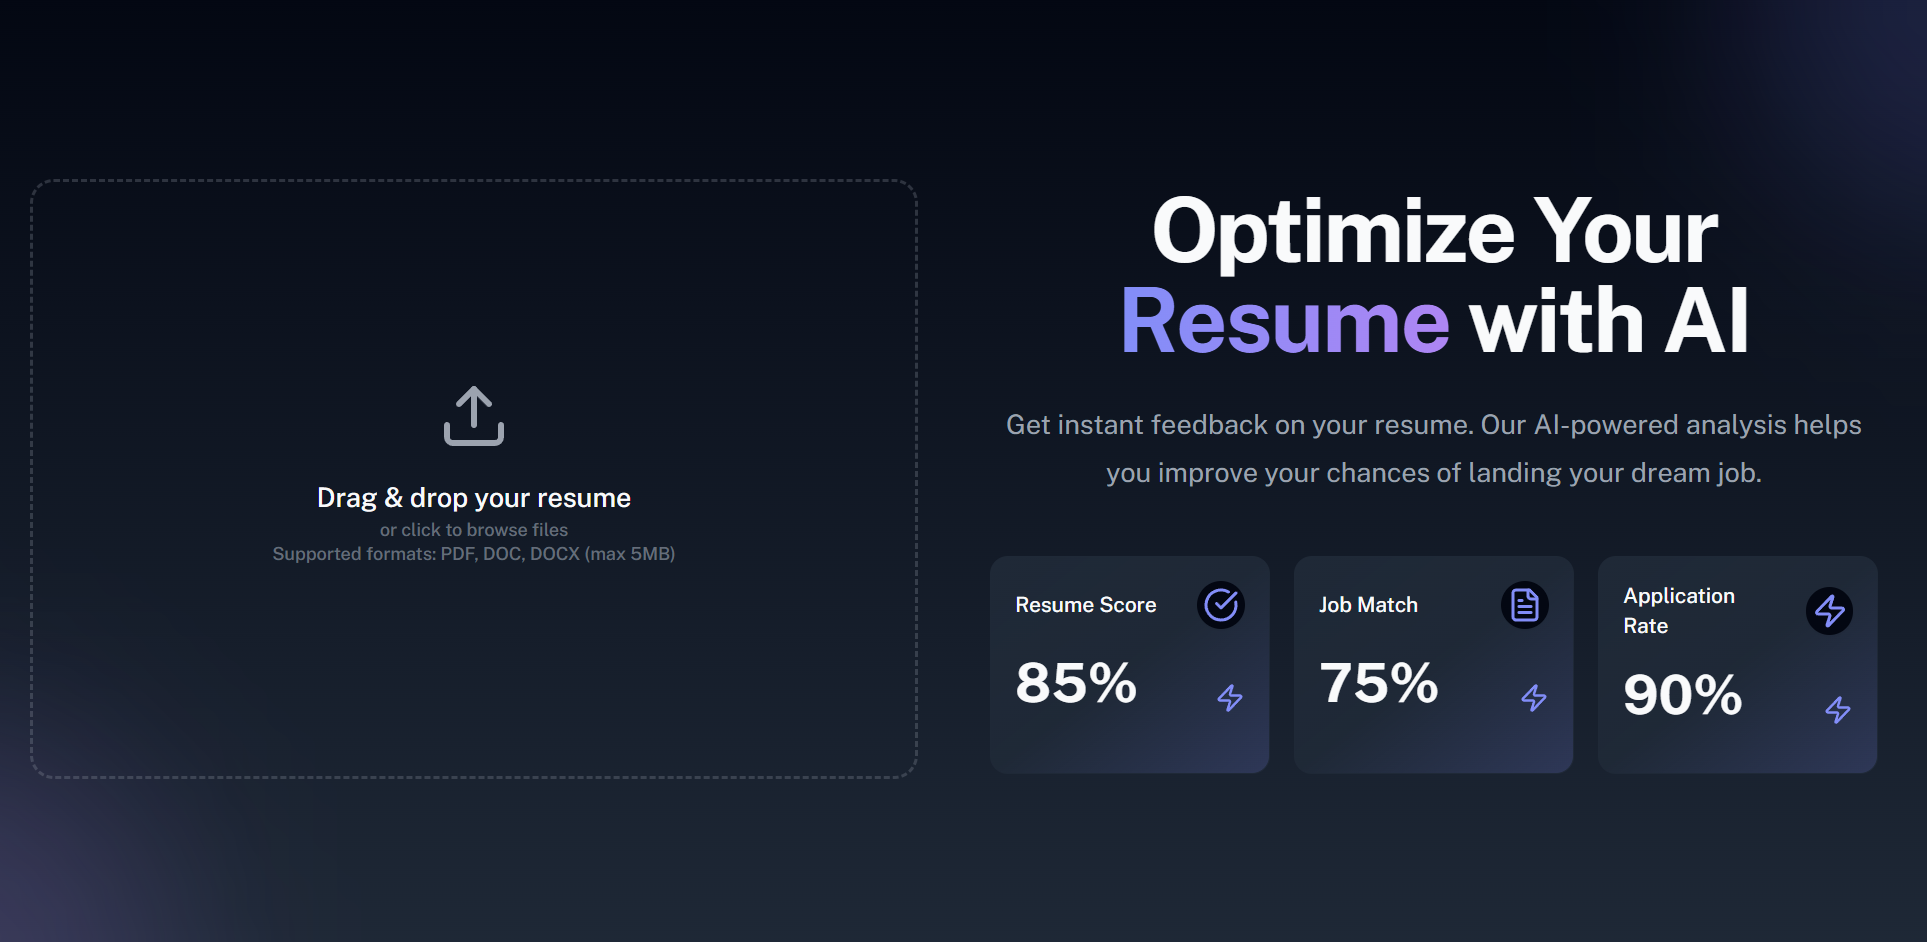 Drag & drop your resume
or click to browse files
Supported formats: PDF, DOC, DOCX (max 5MB)
Optimize Your
Resume with AI
Get instant feedback on your resume. Our AI-powered analysis helps
you improve your chances of landing your dream job.
Resume Score
85%
Job Match
75%
Application
Rate
90%